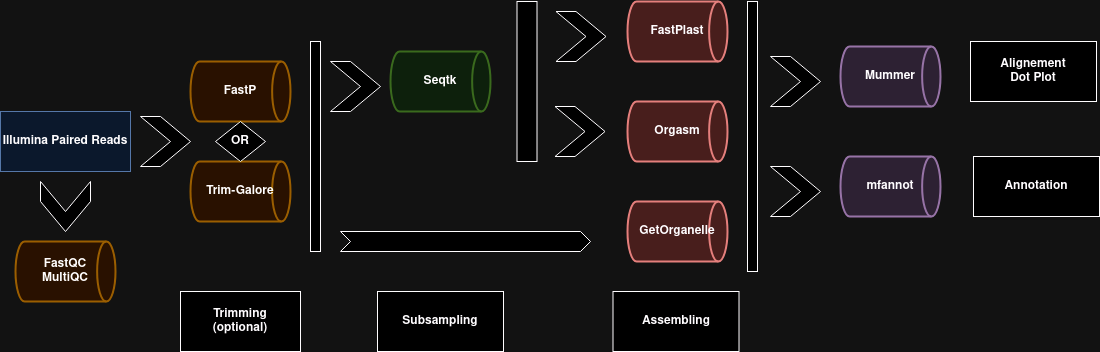 Illumina Paired Reads
FastQC
MultiQC
FastP
OR
Trim-Galore
Trimming
(optional)
Seqtk
Subsampling
FastPlast
Orgasm
GetOrganelle
Assembling
Mummer
mfannot
Alignement
Dot Plot
Annotation